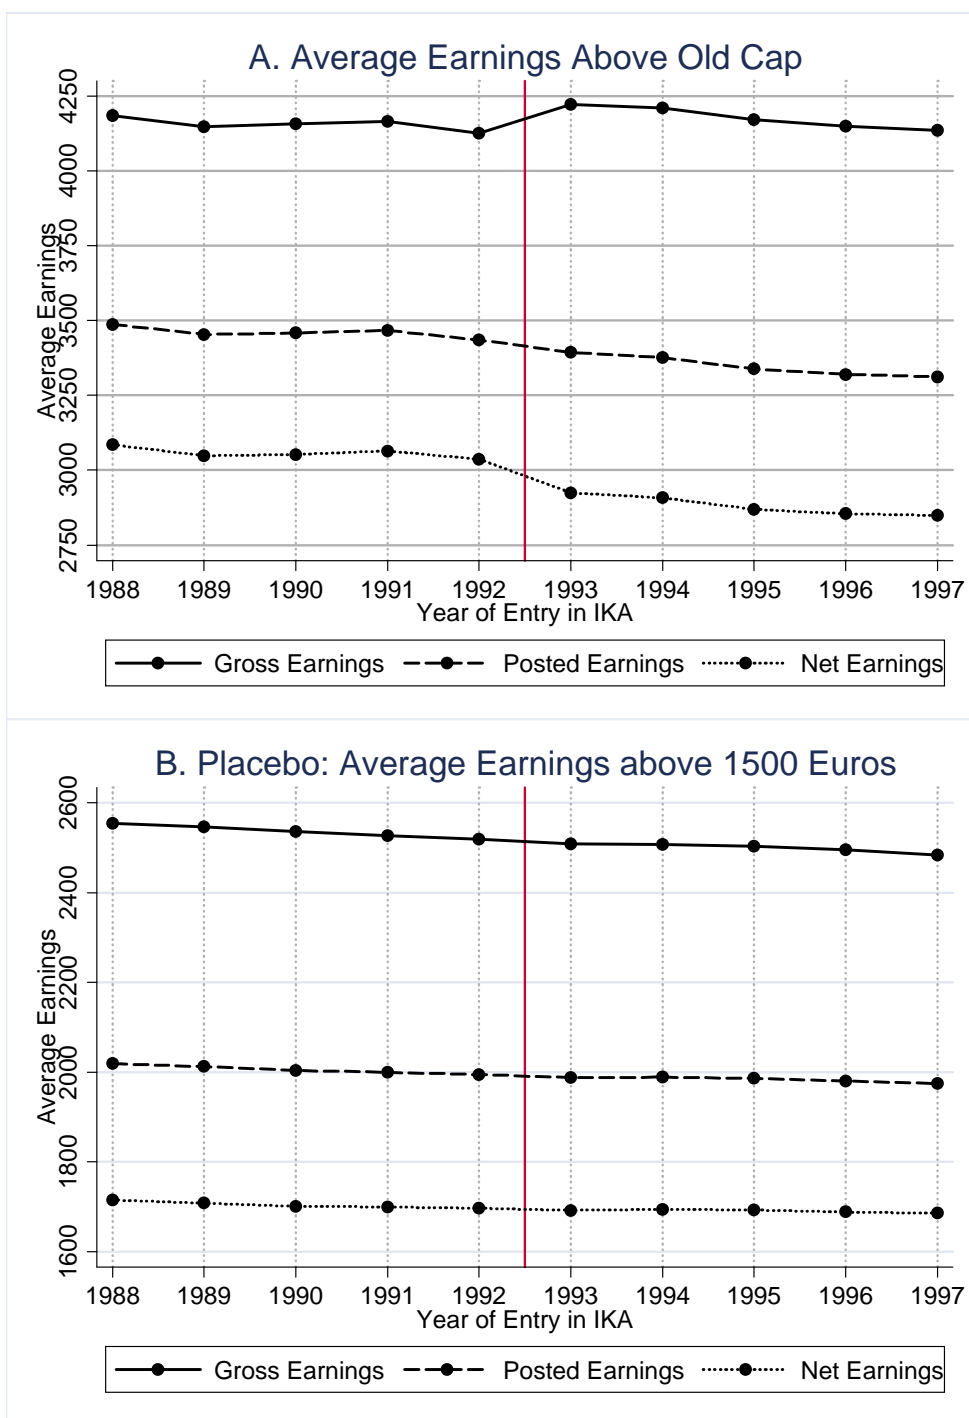 A. Average Earnings Above Old Cap
Average Earnings
4250
4000
3750
3500
3250
3000
2750
1988 1989 1990 1991 1992 1993 1994 1995 1996 1997
Year of Entry in IKA
Gross Earnings Posted Earnings Net Earnings
B. Placebo: Average Earnings above 1500 Euros
Average Earnings
2600
2400
2200
2000
1800
1600
1988 1989 1990 1991 1992 1993 1994 1995 1996 1997
Year of Entry in IKA
Gross Earnings Posted Earnings Net Earnings